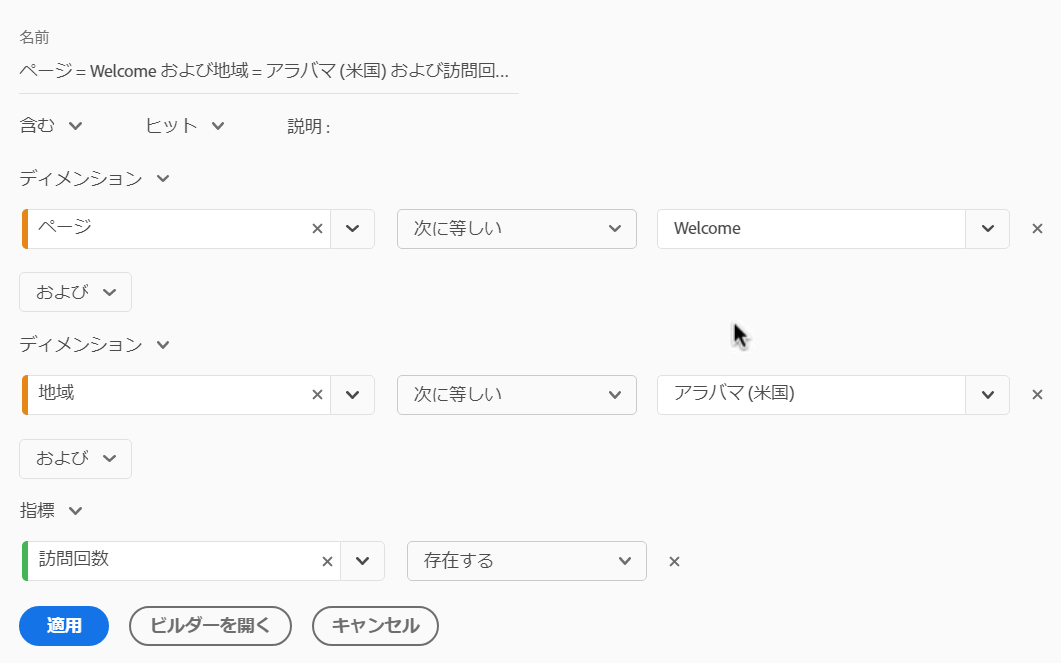 名前
ページ = Welcome および地域 = アラバマ (米国) および訪問回...
含む ヒット 説明 :
ディメンション
ページ 次に等しい Welcome
および
ディメンション
地域 次に等しい アラバマ (米国)
および
指標
訪問回数 存在する
適用 ビルダーを開く キャンセル